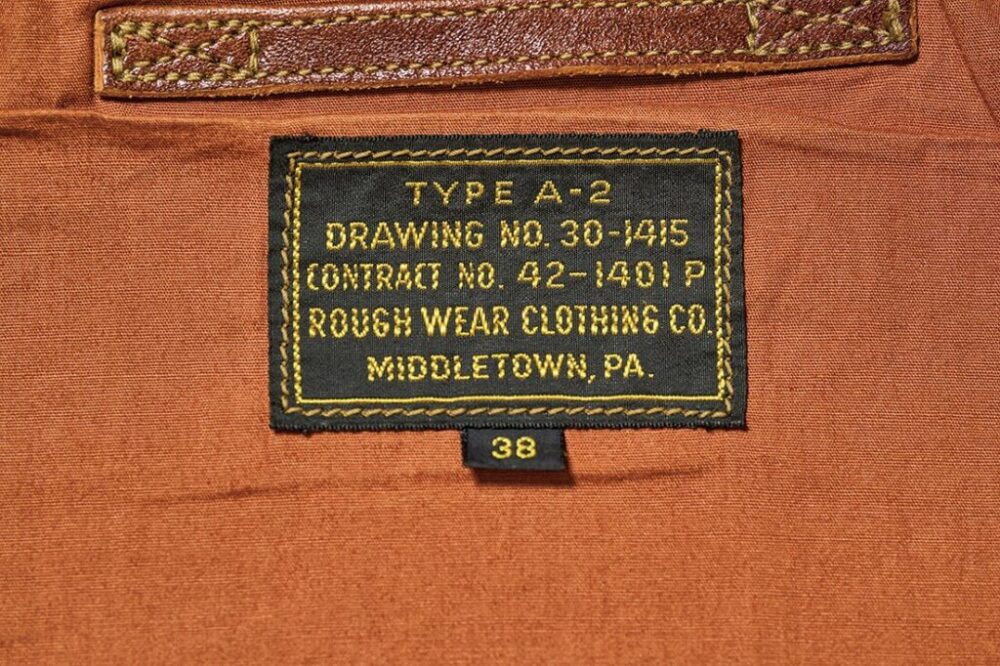 TYPE A-2
DRAWING NO. 30-1415
CONTRACT NO. 42-1401 P
ROUGH WEAR CLOTHING CO.
MIDDLETOWN, PA.
38